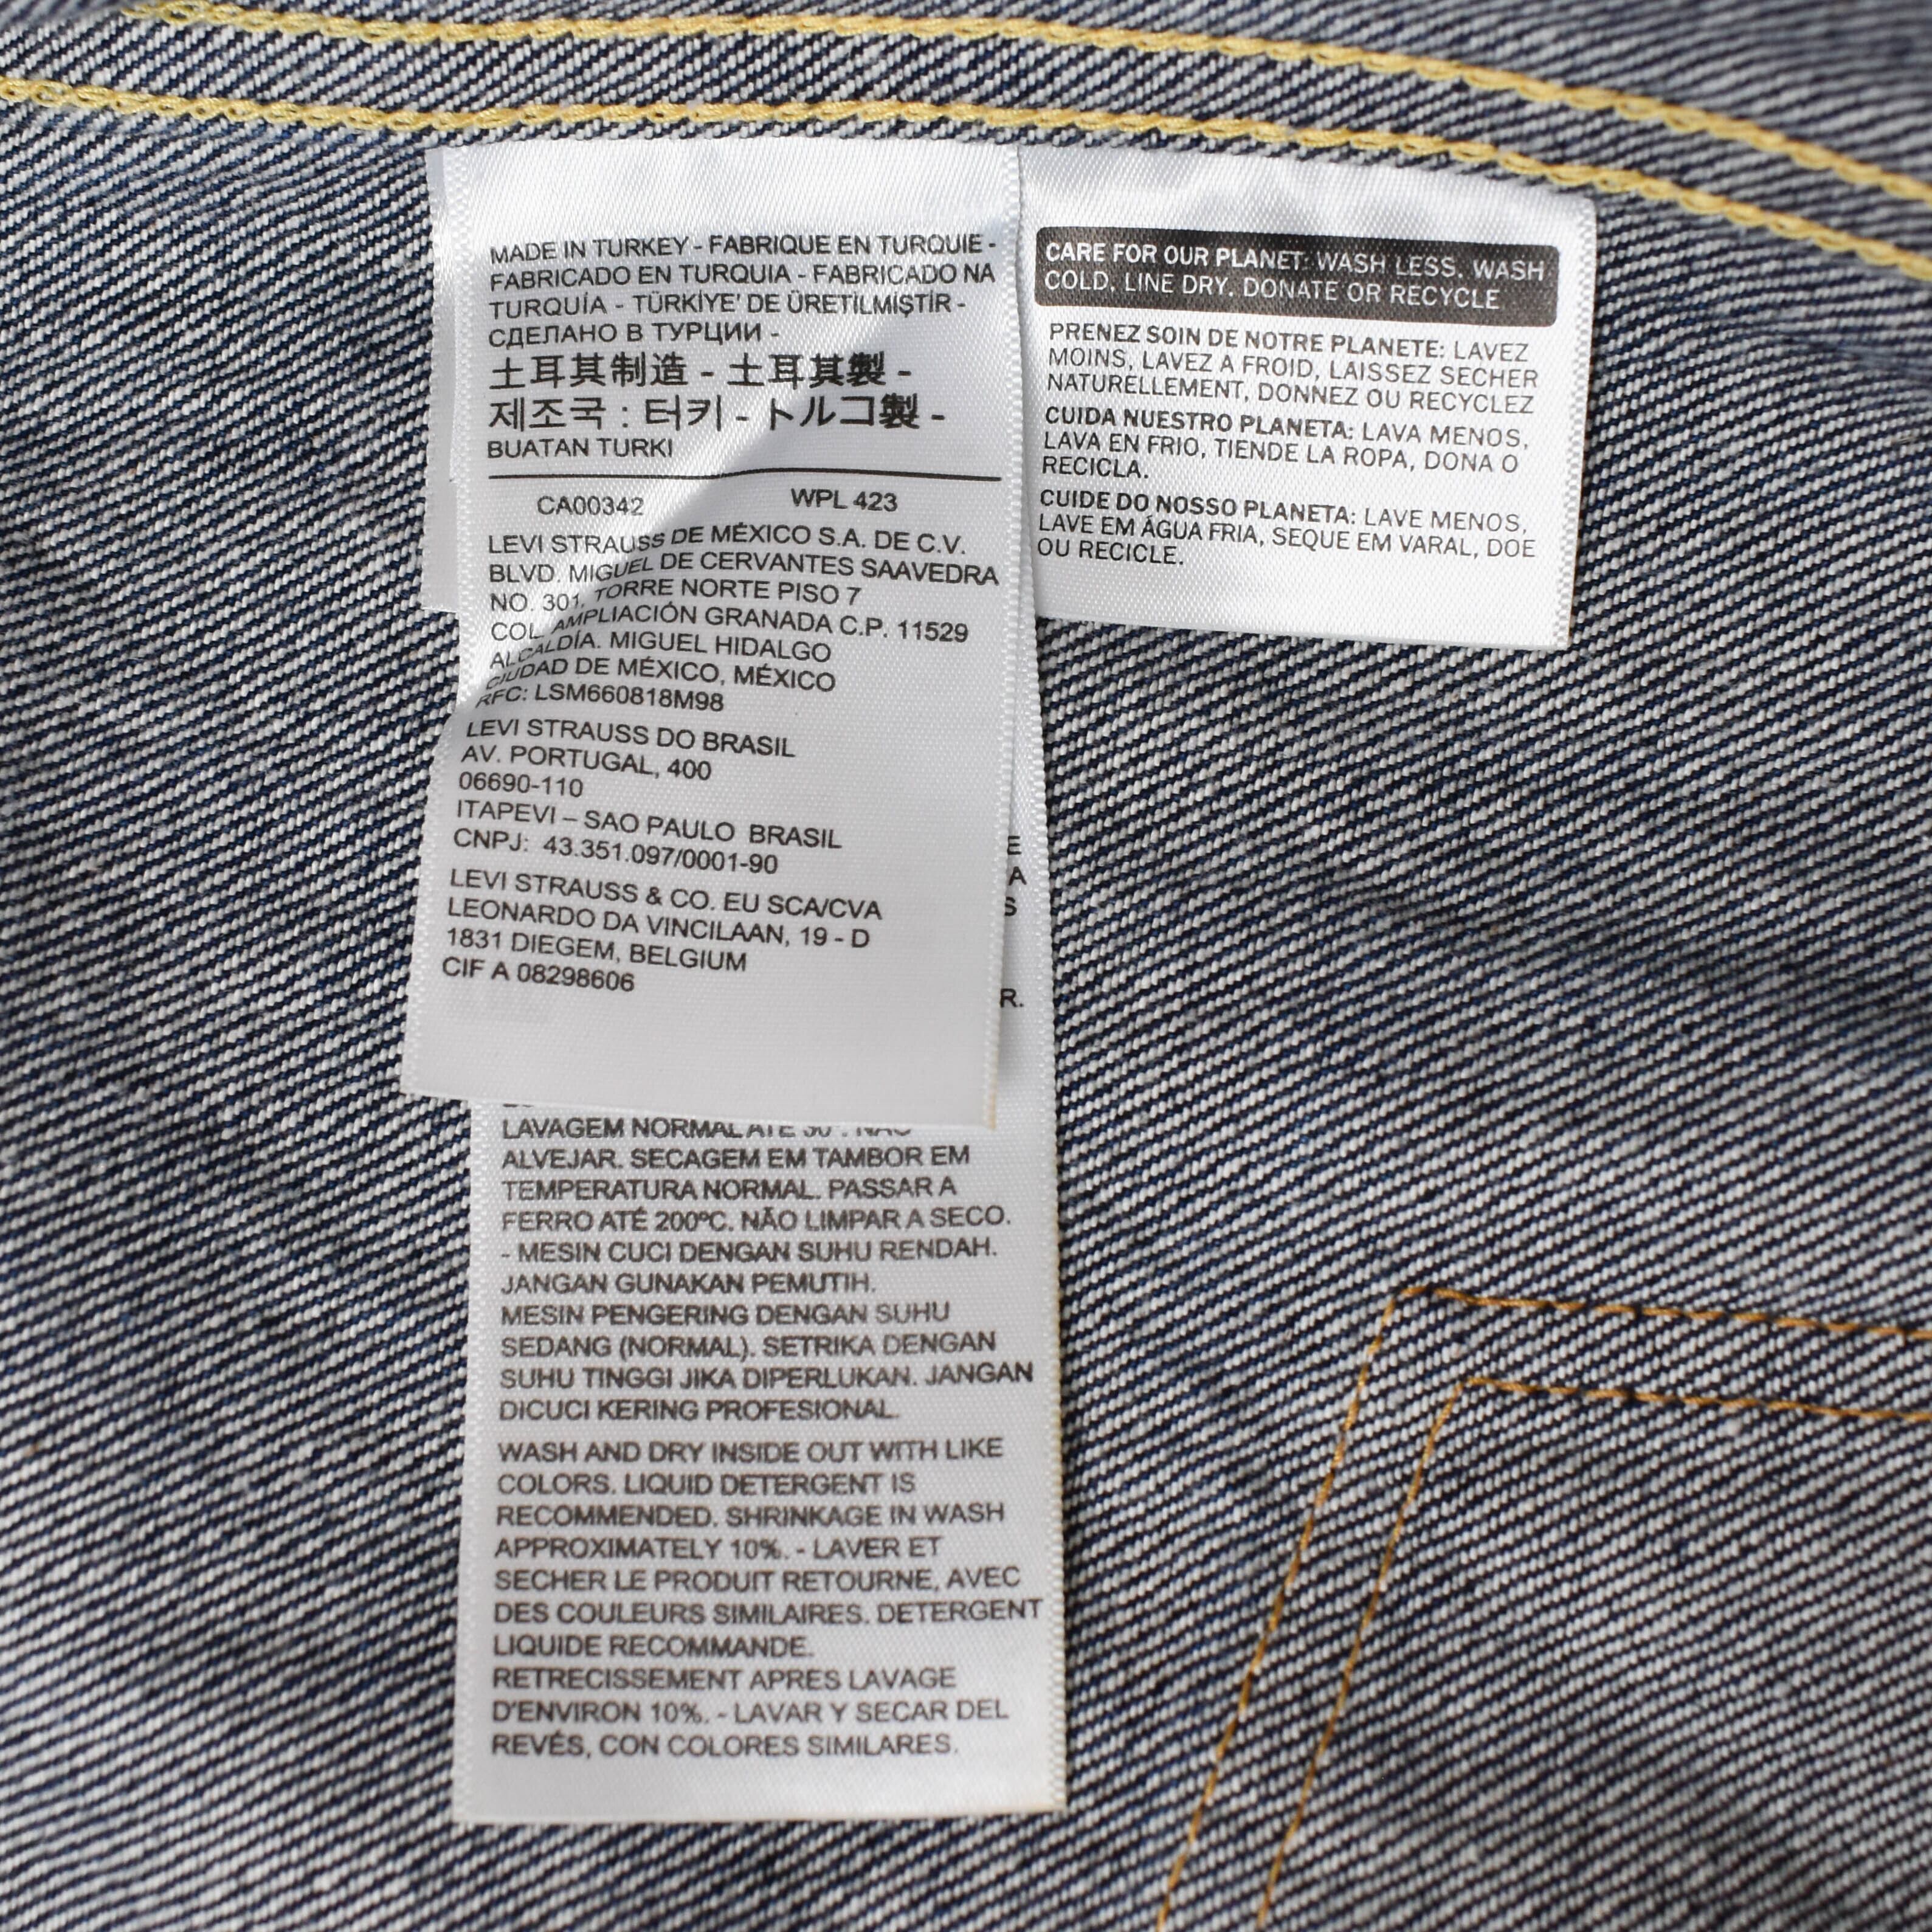 MADE IN TURKEY - FABRIQUE EN TURQUIE -
FABRICADO EN TURQUIA - FABRICADO NA
TURQUÍA - TÜRKİYE' DE ÜRETİLMİŞTİR -
СДЕЛАНО В ТУРЦИИ -
土耳其制造 - 土耳其製 -
제조국 : 터키 - トルコ製 -
BUATAN TURKI
CA00342 WPL 423
LEVI STRAUSS DE MÉXICO S.A. DE C.V.
BLVD. MIGUEL DE CERVANTES SAAVEDRA
NO. 301, TORRE NORTE PISO 7
COL. AMPLIACIÓN GRANADA C.P. 11529
ALCALDÍA. MIGUEL HIDALGO
CIUDAD DE MÉXICO, MÉXICO
RFC: LSM660818M98
LEVI STRAUSS DO BRASIL
AV. PORTUGAL, 400
06690-110
ITAPEVI – SAO PAULO BRASIL
CNPJ: 43.351.097/0001-90
LEVI STRAUSS & CO. EU SCA/CVA
LEONARDO DA VINCILAAN, 19 - D
1831 DIEGEM, BELGIUM
CIF A 08298606
CARE FOR OUR PLANET: WASH LESS, WASH
COLD, LINE DRY, DONATE OR RECYCLE
PRENEZ SOIN DE NOTRE PLANETE: LAVEZ
MOINS, LAVEZ A FROID, LAISSEZ SECHER
NATURELLEMENT, DONNEZ OU RECYCLEZ
CUIDA NUESTRO PLANETA: LAVA MENOS,
LAVA EN FRIO, TIENDE LA ROPA, DONA O
RECICLA.
CUIDE DO NOSSO PLANETA: LAVE MENOS,
LAVE EM ÁGUA FRIA, SEQUE EM VARAL, DOE
OU RECICLE.
E
A
S
R.
LAVAGEM NORMAL ATÉ 30°. NÃO
ALVEJAR. SECAGEM EM TAMBOR EM
TEMPERATURA NORMAL. PASSAR A
FERRO ATÉ 200ºC. NÃO LIMPAR A SECO.
- MESIN CUCI DENGAN SUHU RENDAH.
JANGAN GUNAKAN PEMUTIH.
MESIN PENGERING DENGAN SUHU
SEDANG (NORMAL). SETRIKA DENGAN
SUHU TINGGI JIKA DIPERLUKAN. JANGAN
DICUCI KERING PROFESIONAL.
WASH AND DRY INSIDE OUT WITH LIKE
COLORS. LIQUID DETERGENT IS
RECOMMENDED. SHRINKAGE IN WASH
APPROXIMATELY 10%. - LAVER ET
SECHER LE PRODUIT RETOURNE, AVEC
DES COULEURS SIMILAIRES. DETERGENT
LIQUIDE RECOMMANDE.
RETRECISSEMENT APRES LAVAGE
D'ENVIRON 10%. - LAVAR Y SECAR DEL
REVÉS, CON COLORES SIMILARES.